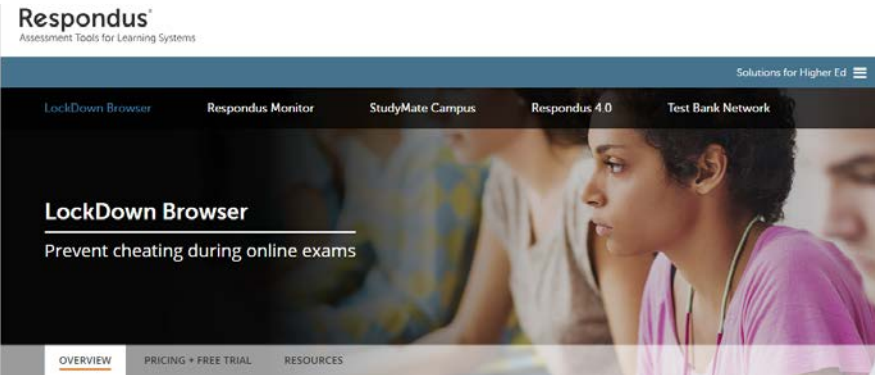 Respondus®
Assessment Tools for Learning Systems
Solutions for Higher Ed
LockDown Browser Respondus Monitor StudyMate Campus Respondus 4.0 Test Bank Network
LockDown Browser
Prevent cheating during online exams
OVERVIEW PRICING + FREE TRIAL RESOURCES